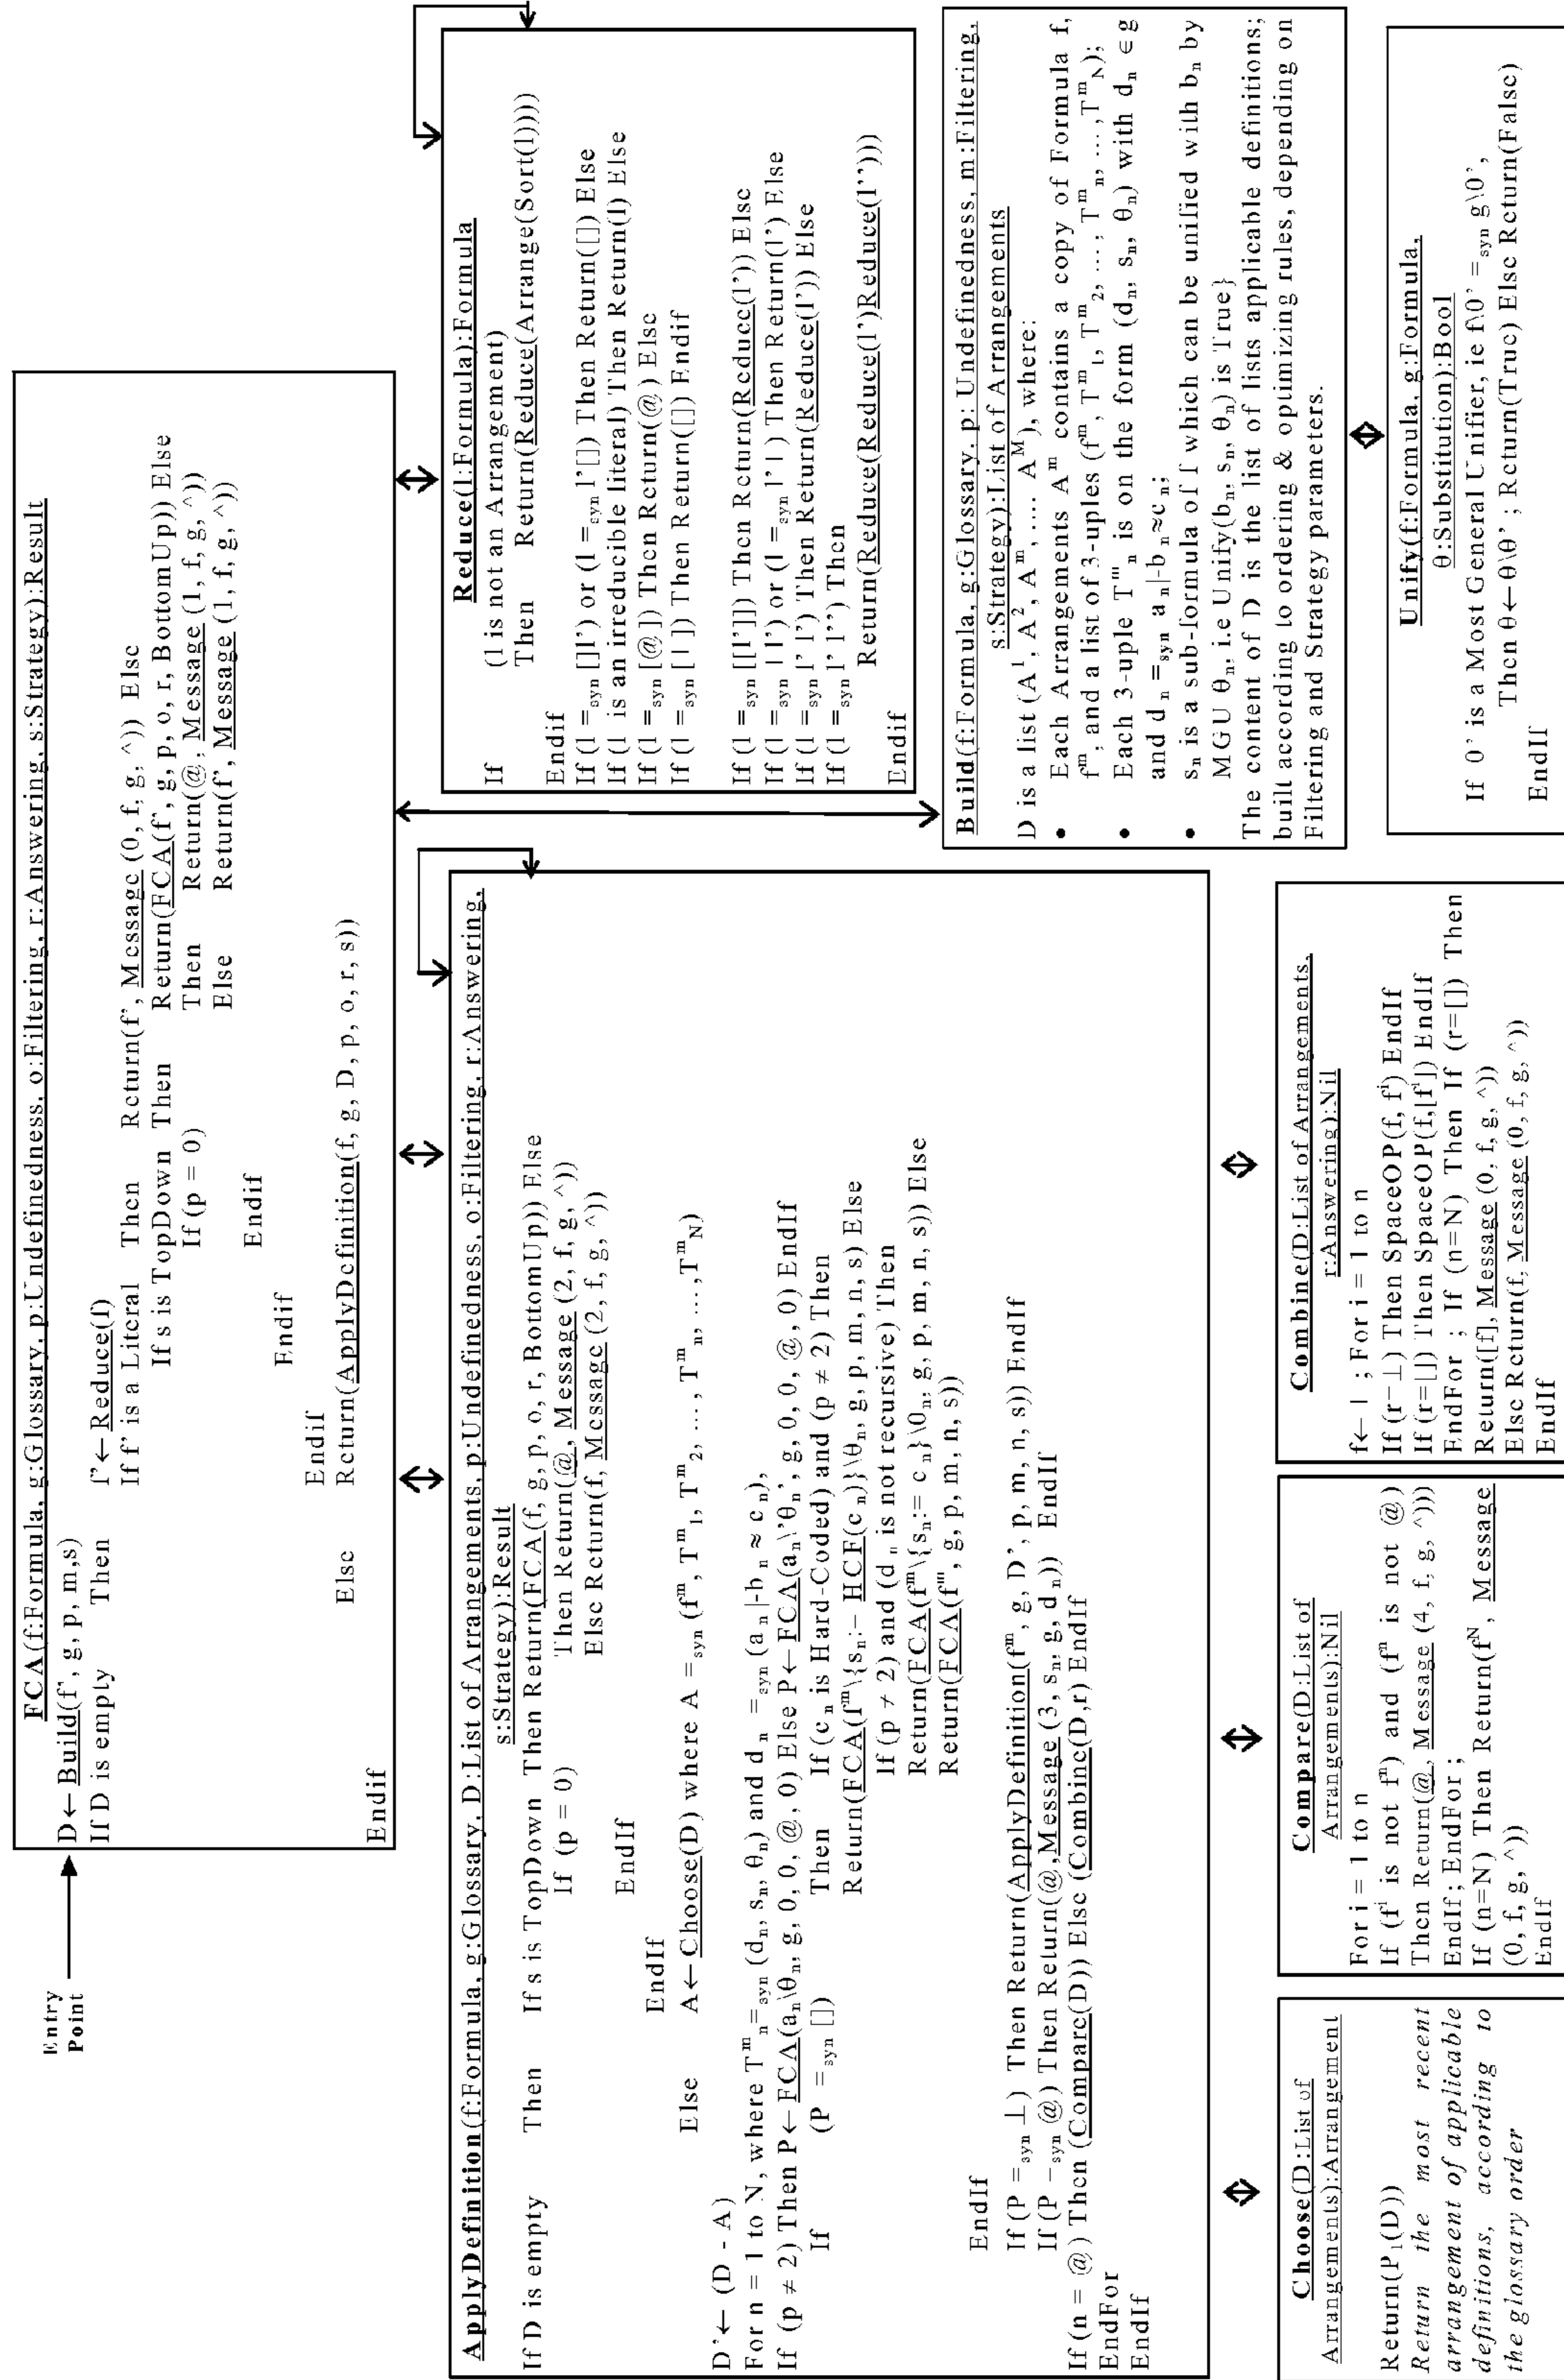 Entry
Point
FCA(f:Formula, g:Glossary, p:Undefinedness, o:Filtering, r:Answering, s:Strategy):Result
D← Build(f, g, p, m,s)
If D is empty Then f'←Reduce(f)
If f' is a Literal Then Return(f', Message (0, f, g, ^)) Else
If s is TopDown Then Return(FCA(f', g, p, o, r, BottomUp)) Else
If (p = 0) Then Return(@, Message (1, f, g, ^))
Else Return(f', Message (1, f, g, ^))
Endif
Endif
Endif
Endif
Else Return(ApplyDefinition(f, g, D, p, o, r, s))
Endif
ApplyDefinition(f:Formula, g:Glossary, D:List of Arrangements, p:Undefinedness, o:Filtering, r:Answering,
s:Strategy):Result
If D is empty Then If s is TopDown Then Return(FCA(f, g, p, o, r, BottomUp)) Else
If (p = 0) Then Return(@, Message (2, f, g, ^))
Else Return(f, Message (2, f, g, ^))
EndIf
EndIf
Else A←Choose(D) where A =syn (fᵐ, Tᵐ₁, Tᵐ₂, …, Tᵐₙ, …,Tᵐ_N)
D'← (D - A)
For n = 1 to N, where Tᵐₙ=syn (dₙ, sₙ, θₙ) and dₙ =syn (aₙ|-bₙ ≈ cₙ),
If (p ≠ 2) Then P←FCA(aₙ\θₙ, g, 0, 0, @, 0) Else P←FCA(aₙ\'θₙ', g, 0, 0, @, 0) EndIf
If (P =syn []) Then If (cₙ is Hard-Coded) and (p ≠ 2) Then
Return(FCA(fᵐ\{sₙ:= HCF(cₙ)}\θₙ, g, p, m, n, s) Else
If (p ≠ 2) and (dₙ is not recursive) Then
Return(FCA(fᵐ\{sₙ:= cₙ}\θₙ, g, p, m, n, s)) Else
Return(FCA(fᵐ, g, p, m, n, s))
EndIf
If (P =syn ⊥) Then Return(ApplyDefinition(fᵐ, g, D', p, m, n, s)) EndIf
If (P =syn @) Then Return(@,Message (3, sₙ, g, dₙ)) EndIf
If (n = @) Then (Compare(D)) Else (Combine(D,r) EndIf
EndFor
EndIf
Reduce(l:Formula):Formula
If (l is not an Arrangement)
Then Return(Reduce(Arrange(Sort(l))))
Endif
If (l =syn []l') or (l =syn l'[]) Then Return([]) Else
If (l is an irreducible literal) Then Return(l) Else
If (l =syn [@]) Then Return(@) Else
If (l =syn [|]) Then Return([]) Endif
If (l =syn [[l']]) Then Return(Reduce(l')) Else
If (l =syn | l') or (l =syn l'|) Then Return(l') Else
If (l =syn l' l') Then Return((Reduce(l')) Else
If (l =syn l' l'') Then
Return(Reduce(Reduce(l')Reduce(l'')))
Endif
Build(f:Formula, g:Glossary, p: Undefinedness, m:Filtering,
s:Strategy):List of Arrangements
D is a list (A¹, A², Aᵐ, …. Aᴹ), where:
• Each Arrangements Aᵐ contains a copy of Formula f,
fᵐ, and a list of 3-uples (fᵐ, Tᵐ₁, Tᵐ₂, …, Tᵐₙ, …,Tᵐ_N);
• Each 3-uple Tᵐₙ is on the form (dₙ, sₙ, θₙ) with dₙ ∈ g
and dₙ =syn aₙ|-bₙ≈cₙ;
• sₙ is a sub-formula of f which can be unified with bₙ by
MGU θₙ, i.e Unify(bₙ, sₙ, θₙ) is True}
The content of D is the list of lists applicable definitions;
built according to ordering & optimizing rules, depending on
Filtering and Strategy parameters.
Choose(D:List of
Arrangements):Arrangement
Return(P₁(D))
Return the most recent
arrangement of applicable
definitions, according to
the glossary order
Compare(D:List of
Arrangements):Nil
For i = 1 to n
If (fⁱ is not fⁿ) and (fⁿ is not @)
Then Return(@, Message (4, f, g, ^)))
EndIf; EndFor ;
If (n=N) Then Return(fᴺ, Message
(0, f, g, ^))
EndIf
Combine(D:List of Arrangements,
r:Answering):Nil
f← | ; For i = 1 to n
If (r=⊥) Then SpaceOP(f, fⁱ) EndIf
If (r=[]) Then SpaceOP(f,[fⁱ]) EndIf
EndFor ; If (n=N) Then If (r=[]) Then
Return([f], Message (0, f, g, ^))
Else Return(f, Message (0, f, g, ^))
EndIf
Unify(f:Formula, g:Formula,
θ:Substitution):Bool
If θ' is a Most General Unifier, ie f\θ' =syn g\θ',
Then θ← θ\θ' ; Return(True) Else Return(False)
EndIf